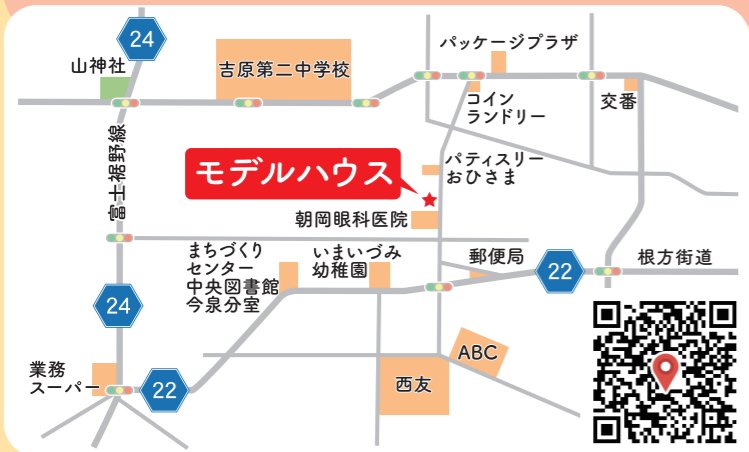 24
パッケージプラザ
山神社
吉原第二中学校
コイン
ランドリー
交番
富士裾野線
モデルハウス
パティスリー
おひさま
朝岡眼科医院
まちづくり
センター
中央図書館
今泉分室
いまいづみ
幼稚園
郵便局
22
根方街道
24
業務
スーパー
22
西友
ABC